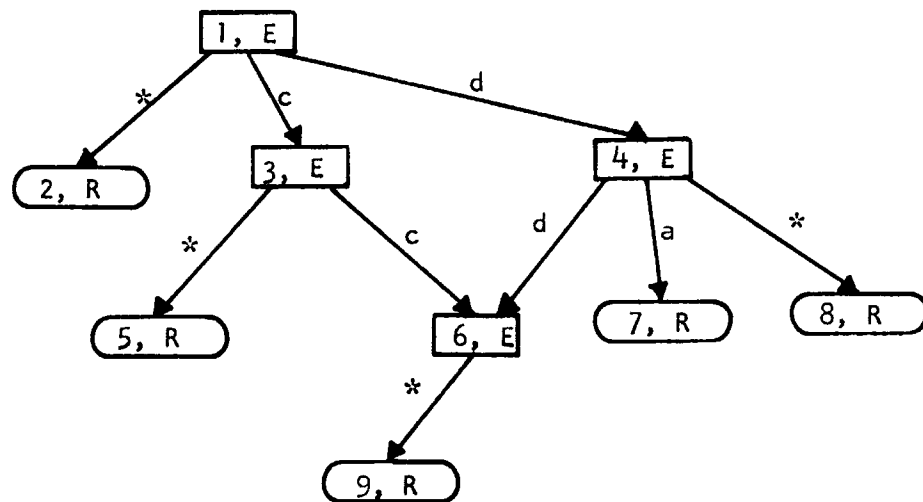 1, E
* c d
2, R
3, E
4, E
* c d a *
5, R
6, E
7, R
8, R
*
9, R